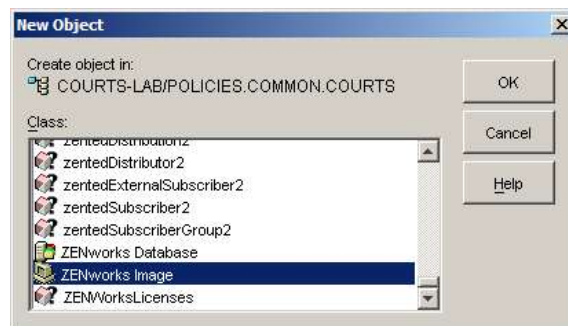 New Object
Create object in:
COURTS-LAB/POLICIES.COMMON.COURTS
Class:
zentedDistribution2
zentedDistributor2
zentedExternalSubscriber2
zentedSubscriber2
zentedSubscriberGroup2
ZENworks Database
ZENworks Image
ZENWorksLicenses
OK
Cancel
Help